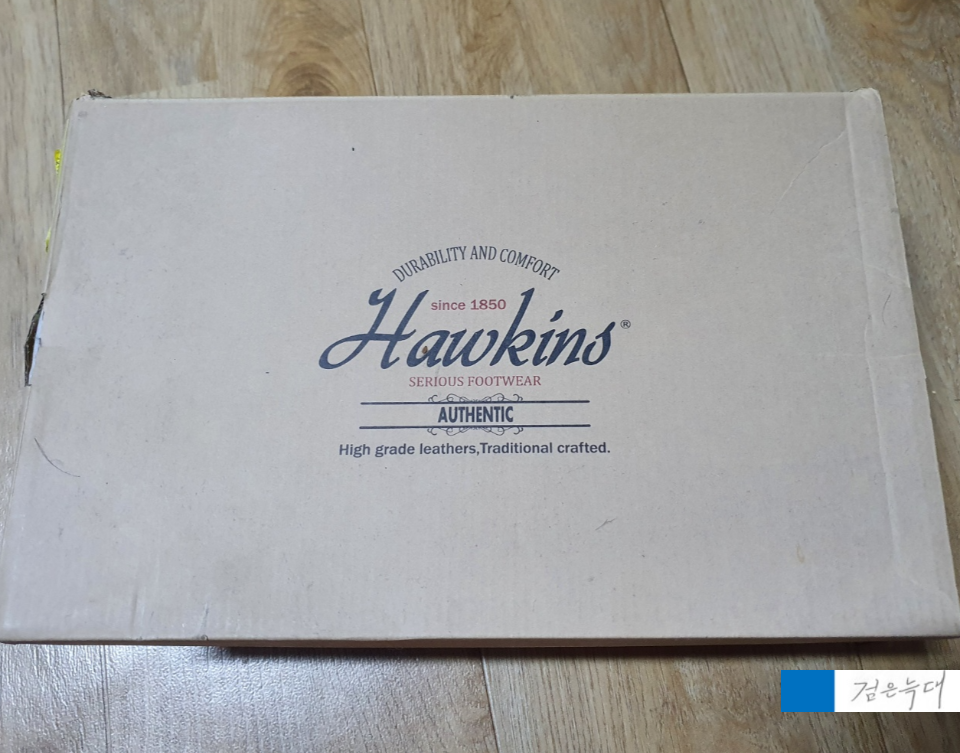 DURABILITY AND COMFORT
since 1850
Hawkins®
SERIOUS FOOTWEAR
AUTHENTIC
High grade leathers,Traditional crafted.
검은늑대